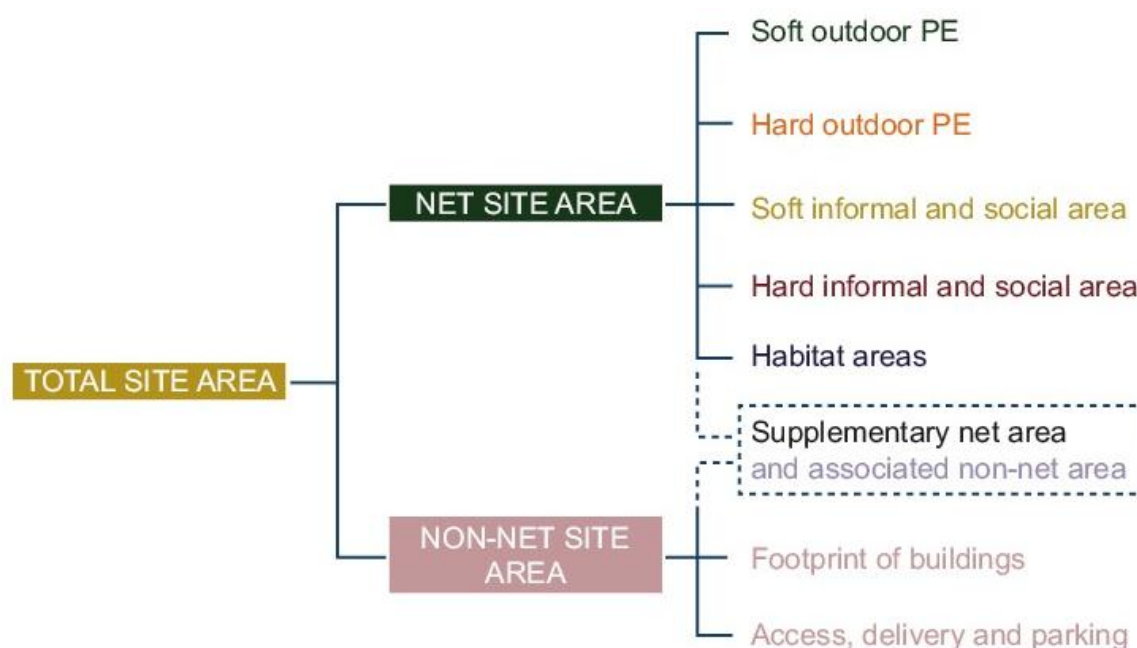 Soft outdoor PE
Hard outdoor PE
NET SITE AREA
Soft informal and social area
Hard informal and social area
Habitat areas
TOTAL SITE AREA
Supplementary net area
and associated non-net area
NON-NET SITE
AREA
Footprint of buildings
Access, delivery and parking